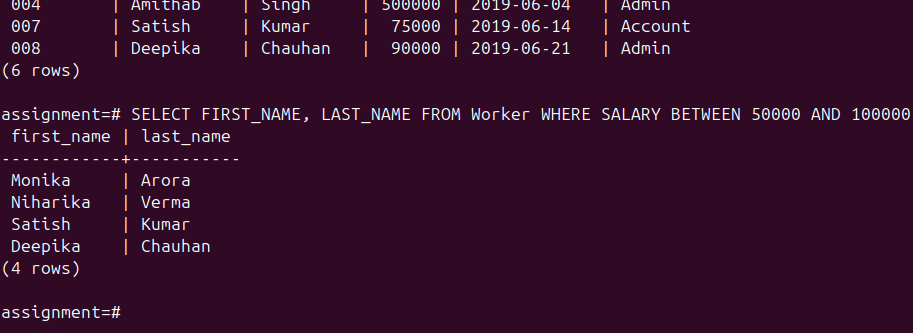 004 | Amithab | Singh | 500000 | 2019-06-04 | Admin
007 | Satish | Kumar | 75000 | 2019-06-14 | Account
008 | Deepika | Chauhan | 90000 | 2019-06-21 | Admin
(6 rows)
assignment=# SELECT FIRST_NAME, LAST_NAME FROM Worker WHERE SALARY BETWEEN 50000 AND 100000
first_name | last_name
------------+-----------
Monika | Arora
Niharika | Verma
Satish | Kumar
Deepika | Chauhan
(4 rows)
assignment=#